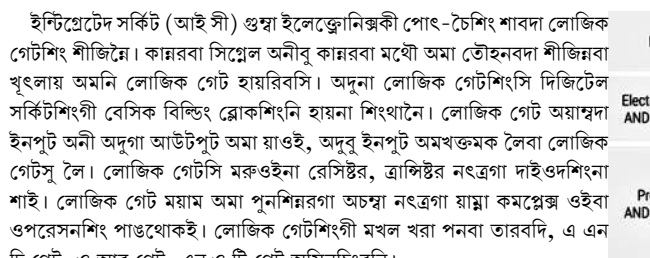 ইন্টিগ্রেটেদ সর্কিট (আই সী) গুম্বা ইলেক্ত্রোনিক্সকী পোৎ-চৈশিং শাবদা লোজিক
গেটশিং শীজিন্নৈ। কান্নরবা সিগ্নেল অনীবু কান্নরবা মথৌ অমা তৌহনবদা শীজিন্নবা
খূৎলায় অমনি লোজিক গেট হায়রিবসি। অদুনা লোজিক গেটশিংসি দিজিটেল
সর্কিটশিংগী বেসিক বিল্ডিং ব্লোকশিংনি হায়না শিংথানৈ। লোজিক গেট অয়াম্বদা
ইনপুট অনী অদুগা আউটপুট অমা য়াওই, অদুবু ইনপুট অমখক্তমক লৈবা লোজিক
গেটসু লৈ। লোজিক গেটসি মরুওইনা রেসিষ্টর, ত্রান্সিষ্টর নৎত্রগা দাইওদশিংনা
শাই। লোজিক গেট ময়াম অমা পুনশিন্নরগা অচম্বা নৎত্রগা য়াম্না কমপ্লেক্স ওইবা
ওপরেসনশিং পাঙথোকই। লোজিক গেটশিংগী মখল খরা পনবা তারবদি, এ এন
Elect
AND
Pr
AND